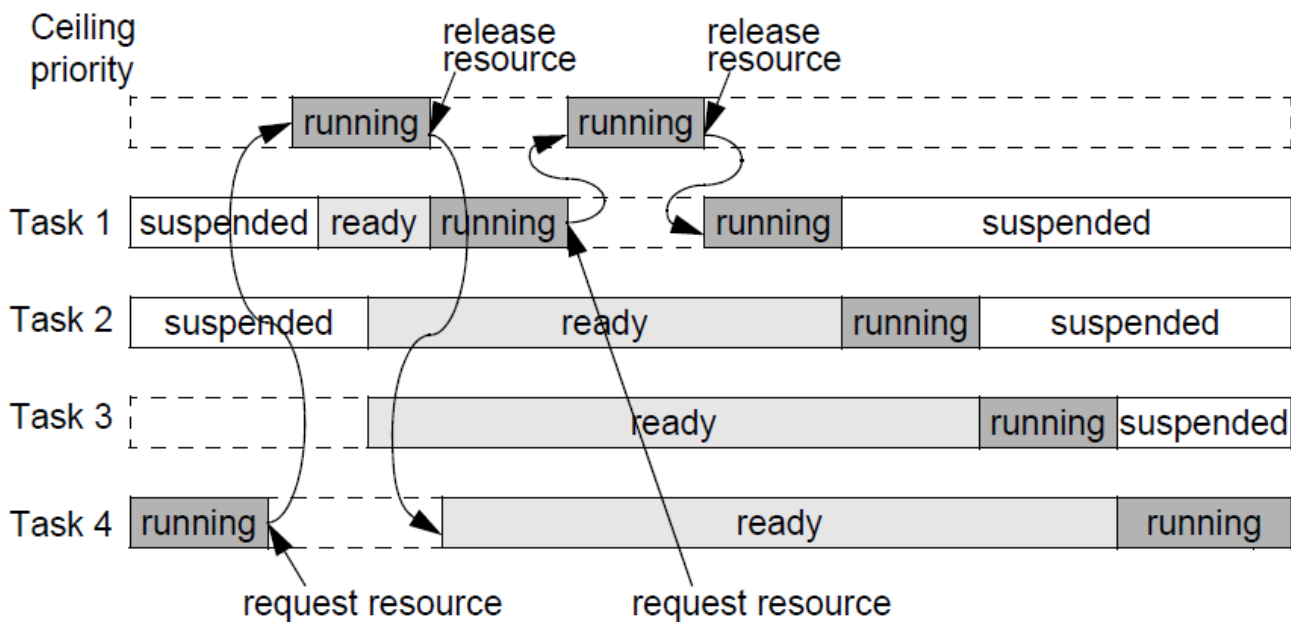 Ceiling
priority
release
resource
release
resource
running
running
Task 1
suspended
ready
running
running
suspended
Task 2
suspended
ready
running
suspended
Task 3
ready
running
suspended
Task 4
running
ready
running
request resource
request resource